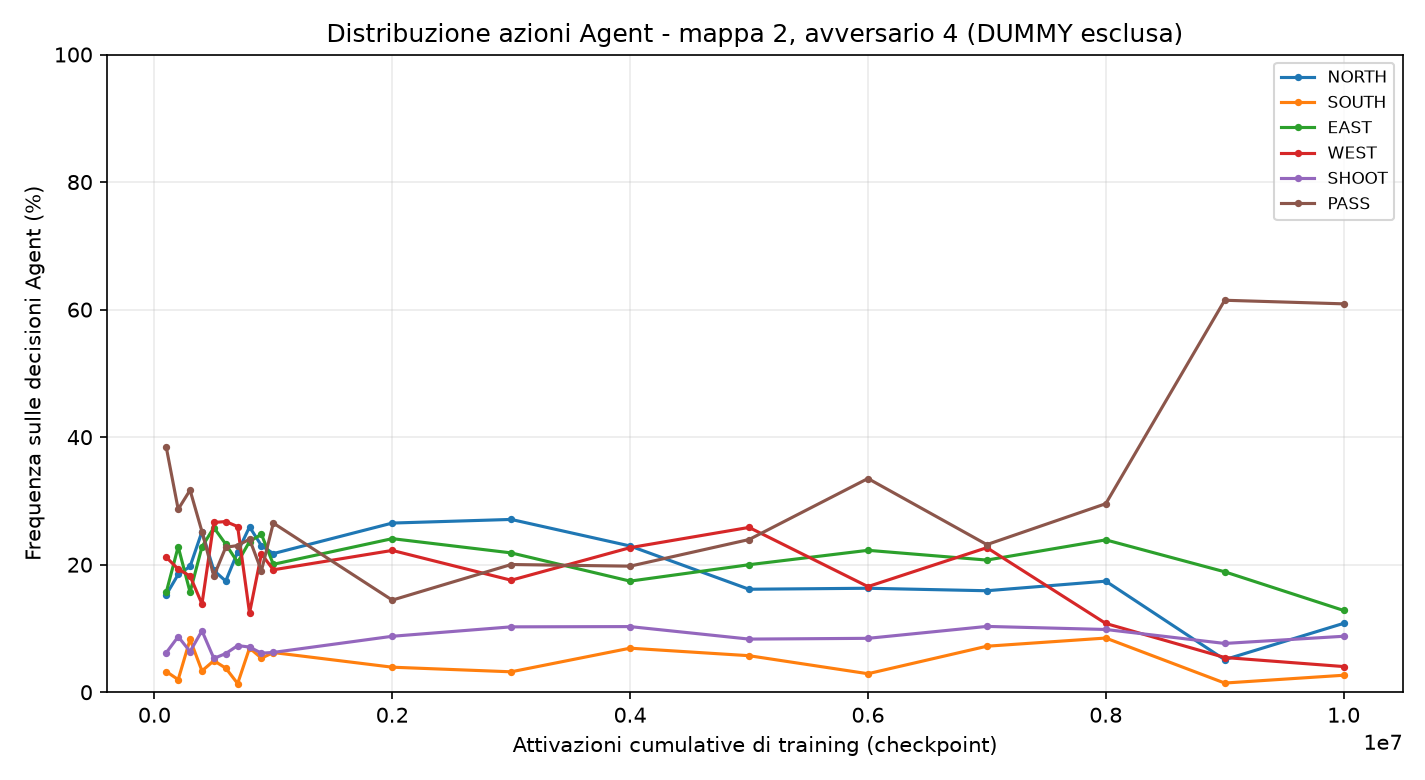 Distribuzione azioni Agent - mappa 2, avversario 4 (DUMMY esclusa)
Frequenza sulle decisioni Agent (%)
100
80
60
40
20
0
NORTH
SOUTH
EAST
WEST
SHOOT
PASS
0.0 0.2 0.4 0.6 0.8 1.0
1e7
Attivazioni cumulative di training (checkpoint)